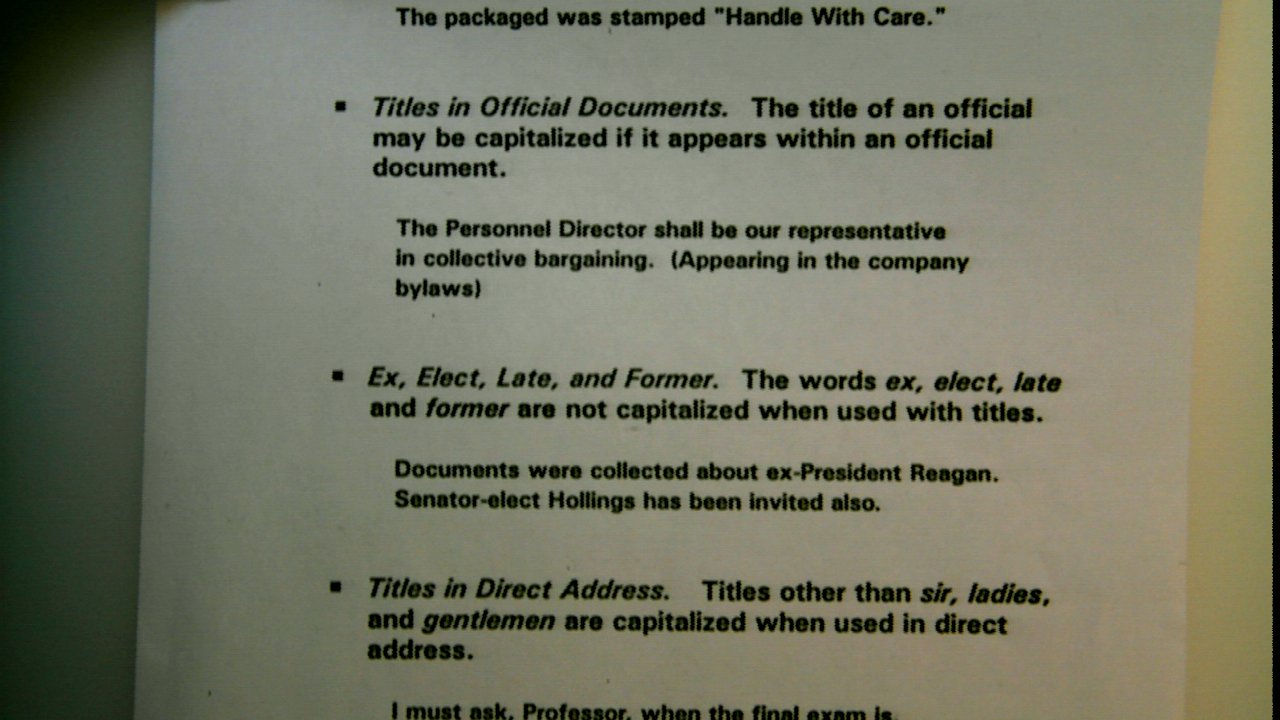 The packaged was stamped "Handle With Care."
▪ Titles in Official Documents. The title of an official
may be capitalized if it appears within an official
document.
The Personnel Director shall be our representative
in collective bargaining. (Appearing in the company
bylaws)
▪ Ex, Elect, Late, and Former. The words ex, elect, late
and former are not capitalized when used with titles.
Documents were collected about ex-President Reagan.
Senator-elect Hollings has been invited also.
▪ Titles in Direct Address. Titles other than sir, ladies,
and gentlemen are capitalized when used in direct
address.
I must ask, Professor, when the final exam is.